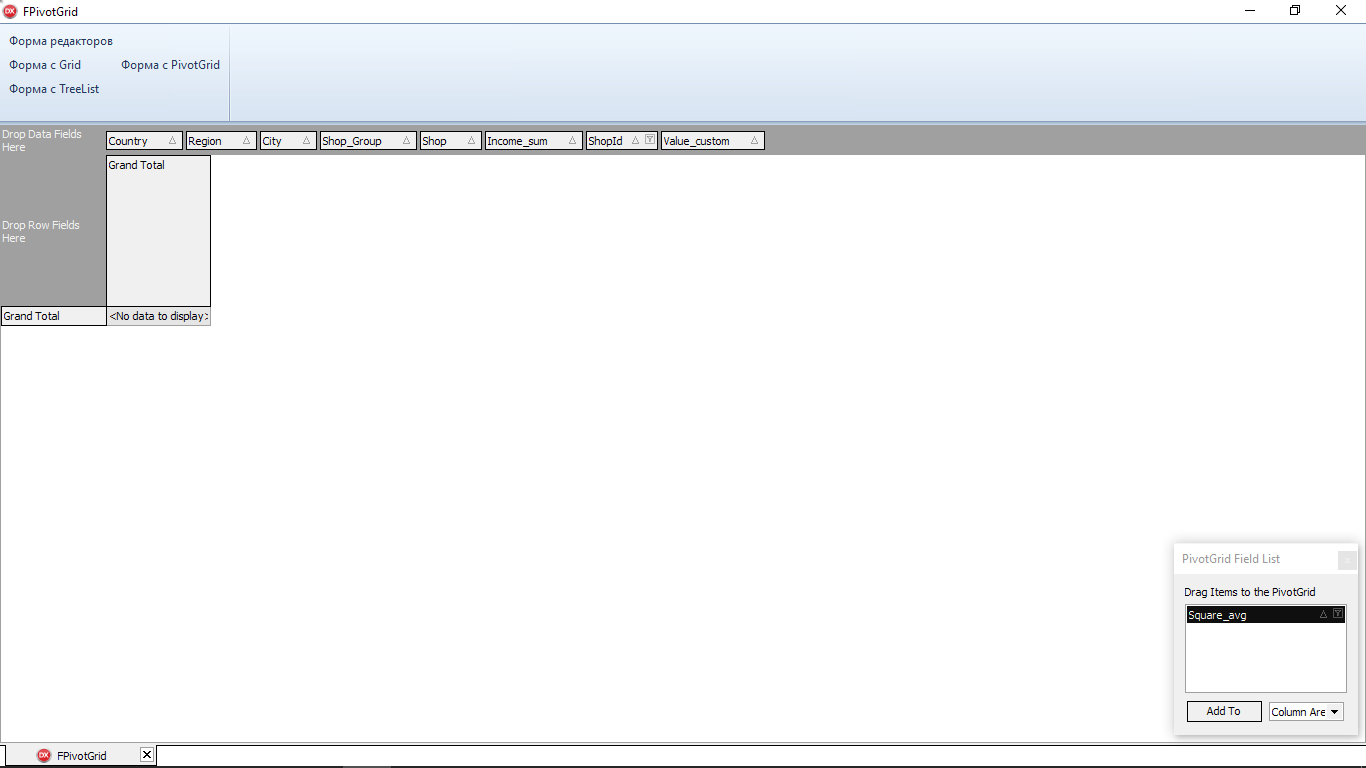 DX FPivotGrid
Форма редакторов
Форма с Grid Форма с PivotGrid
Форма с TreeList
Drop Data Fields
Here
Country Region City Shop_Group Shop Income_sum ShopId Value_custom
Grand Total
Drop Row Fields
Here
Grand Total <No data to display>
PivotGrid Field List
Drag Items to the PivotGrid
Square_avg
Add To Column Are
DX FPivotGrid